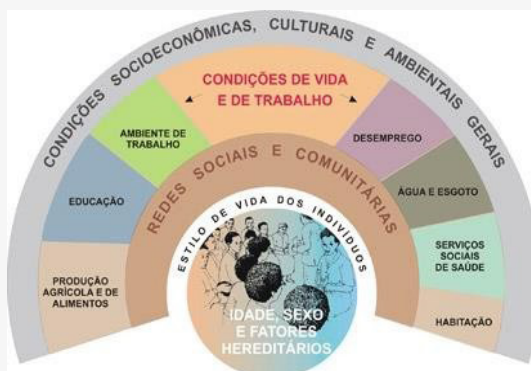 CONDIÇÕES SOCIOECONÔMICAS, CULTURAIS E AMBIENTAIS GERAIS
CONDIÇÕES DE VIDA
E DE TRABALHO
AMBIENTE DE
TRABALHO
DESEMPREGO
REDES SOCIAIS E COMUNITÁRIAS
EDUCAÇÃO
ÁGUA E ESGOTO
ESTILO DE VIDA DOS INDIVÍDUOS
SERVIÇOS
SOCIAIS
DE SAÚDE
PRODUÇÃO
AGRÍCOLA E DE
ALIMENTOS
HABITAÇÃO
IDADE, SEXO
E FATORES
HEREDITÁRIOS